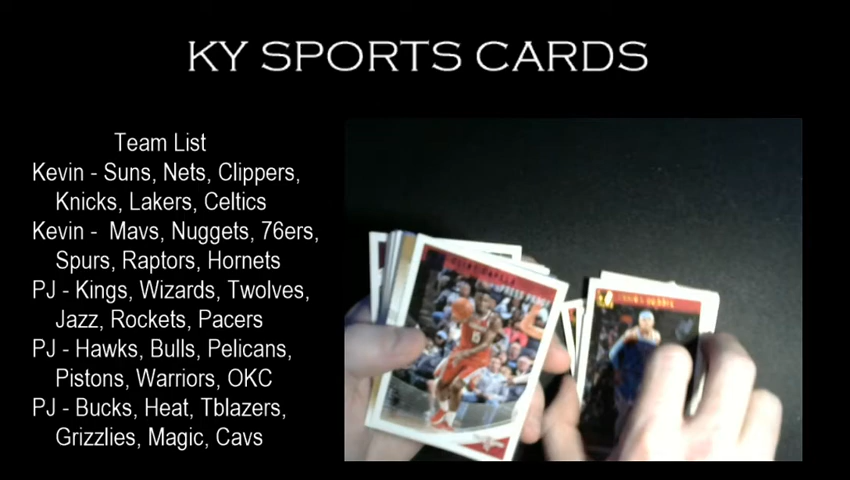 KY SPORTS CARDS
Team List
Kevin - Suns, Nets, Clippers,
Knicks, Lakers, Celtics
Kevin - Mavs, Nuggets, 76ers,
Spurs, Raptors, Hornets
PJ - Kings, Wizards, Twolves,
Jazz, Rockets, Pacers
PJ - Hawks, Bulls, Pelicans,
Pistons, Warriors, OKC
PJ - Bucks, Heat, Tblazers,
Grizzlies, Magic, Cavs